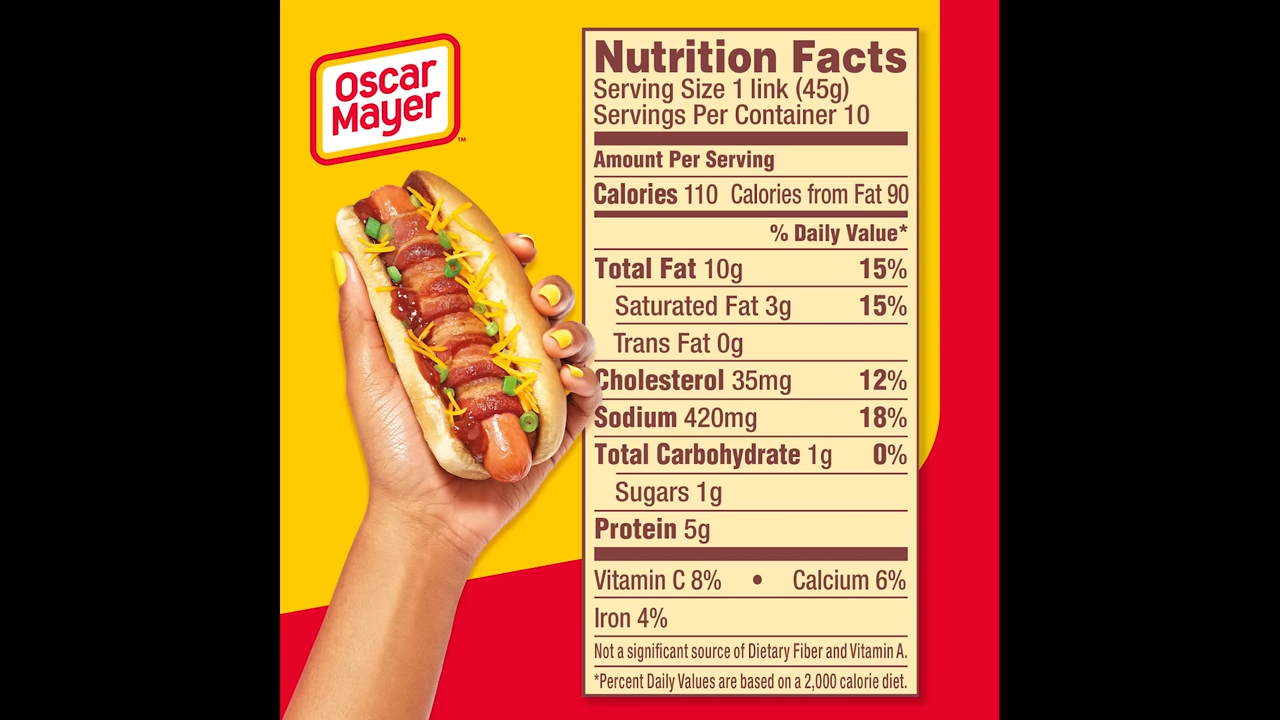 Oscar
Mayer
™
Nutrition Facts
Serving Size 1 link (45g)
Servings Per Container 10
Amount Per Serving
Calories 110 Calories from Fat 90
% Daily Value*
Total Fat 10g 15%
Saturated Fat 3g 15%
Trans Fat 0g
Cholesterol 35mg 12%
Sodium 420mg 18%
Total Carbohydrate 1g 0%
Sugars 1g
Protein 5g
Vitamin C 8% • Calcium 6%
Iron 4%
Not a significant source of Dietary Fiber and Vitamin A.
*Percent Daily Values are based on a 2,000 calorie diet.